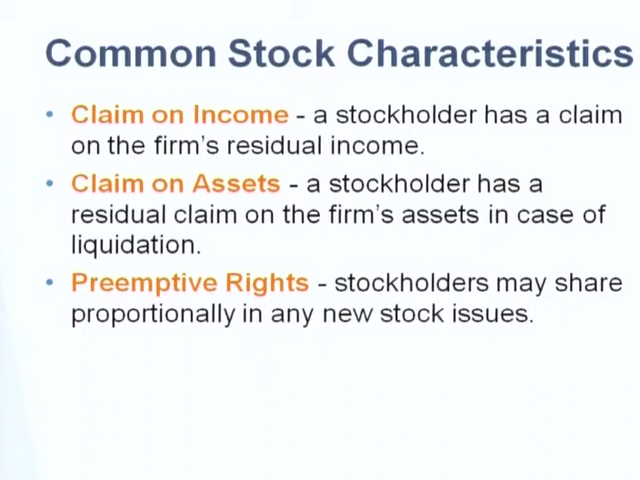 Common Stock Characteristics
• Claim on Income - a stockholder has a claim
on the firm's residual income.
• Claim on Assets - a stockholder has a
residual claim on the firm's assets in case of
liquidation.
• Preemptive Rights - stockholders may share
proportionally in any new stock issues.